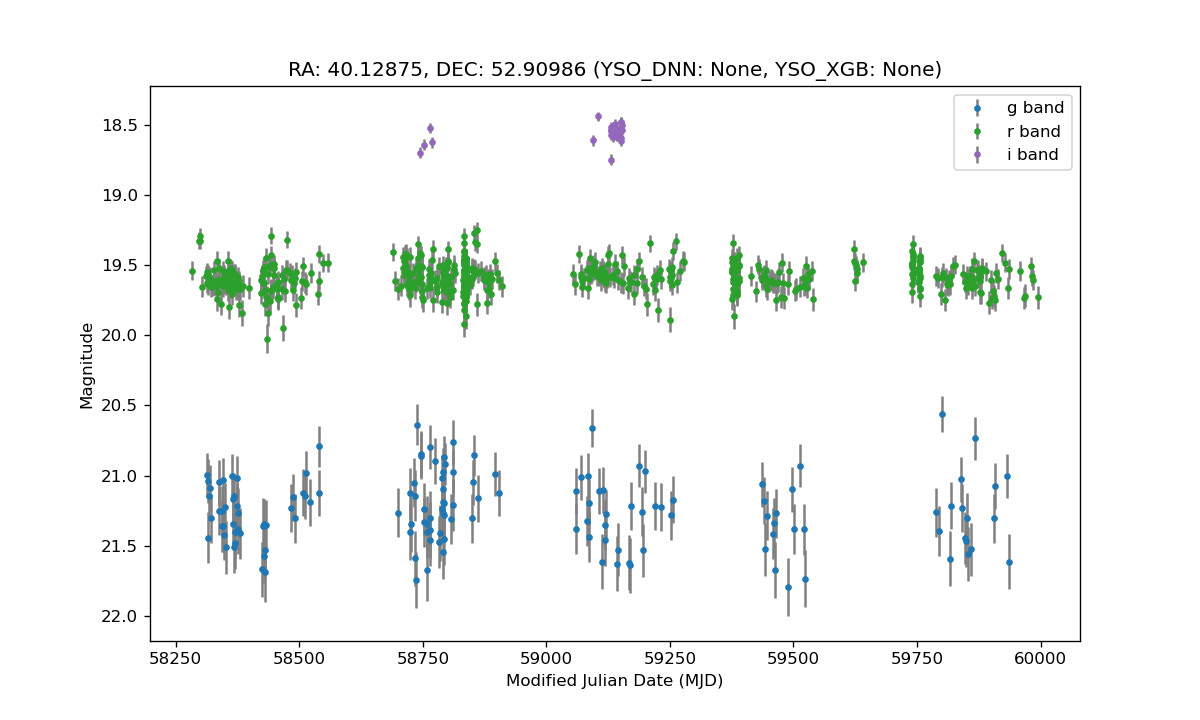 RA: 40.12875, DEC: 52.90986 (YSO_DNN: None, YSO_XGB: None)
g band
r band
i band
18.5
19.0
19.5
20.0
20.5
21.0
21.5
22.0
Magnitude
58250
58500
58750
59000
59250
59500
59750
60000
Modified Julian Date (MJD)